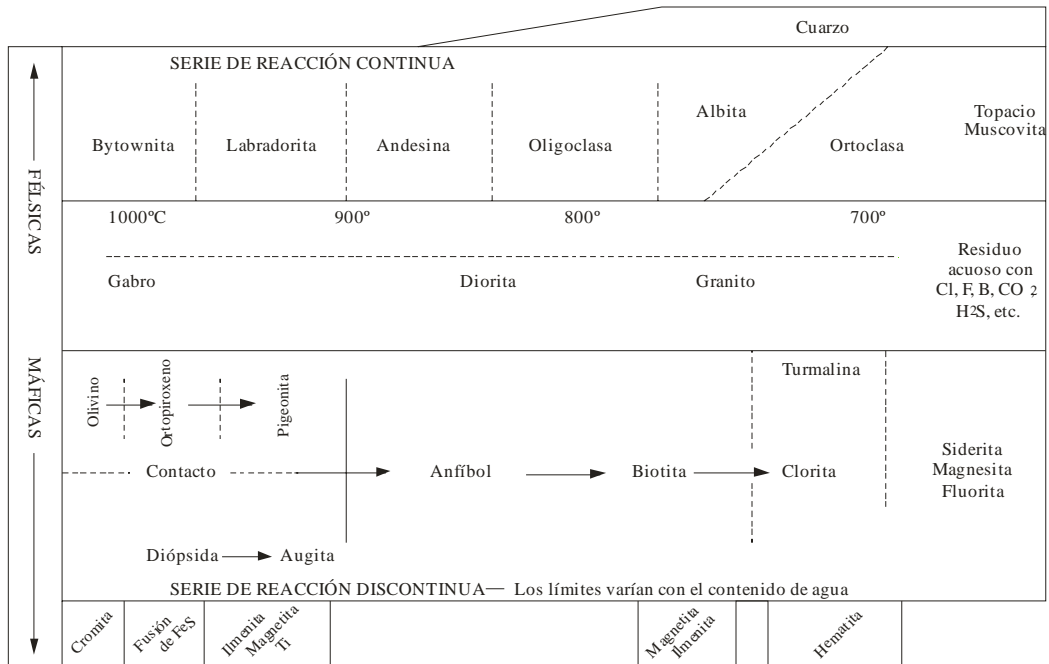 Cuarzo
SERIE DE REACCIÓN CONTINUA
Albita
Topacio
Muscovita
Bytownita Labradorita Andesina Oligoclasa Ortoclasa
FÉLSICAS
1000ºC 900º 800º 700º
Gabro Diorita Granito
Residuo
acuoso con
Cl, F, B, CO 2,
H2S, etc.
MÁFICAS
Turmalina
Olivino Ortopiroxeno Pigeonita
Contacto Anfíbol Biotita Clorita
Siderita
Magnesita
Fluorita
Diópsida Augita
SERIE DE REACCIÓN DISCONTINUA— Los límites varían con el contenido de agua
Cromita
Fusión
de FeS
Ilmenita
Magnetita
Ti
Magnetita
Ilmenita
Hematita